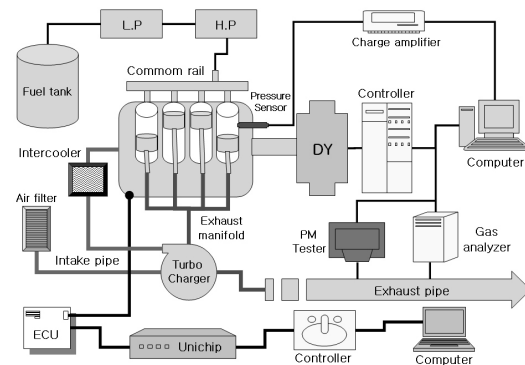 L.P
H.P
Charge amplifier
Commom rail
Fuel tank
Pressure
Sensor
Controller
DY
Intercooler
Computer
Air filter
Exhaust
manifold
PM
Tester
Gas
analyzer
Intake pipe
Turbo
Charger
Exhaust pipe
ECU
Unichip
Controller
Computer